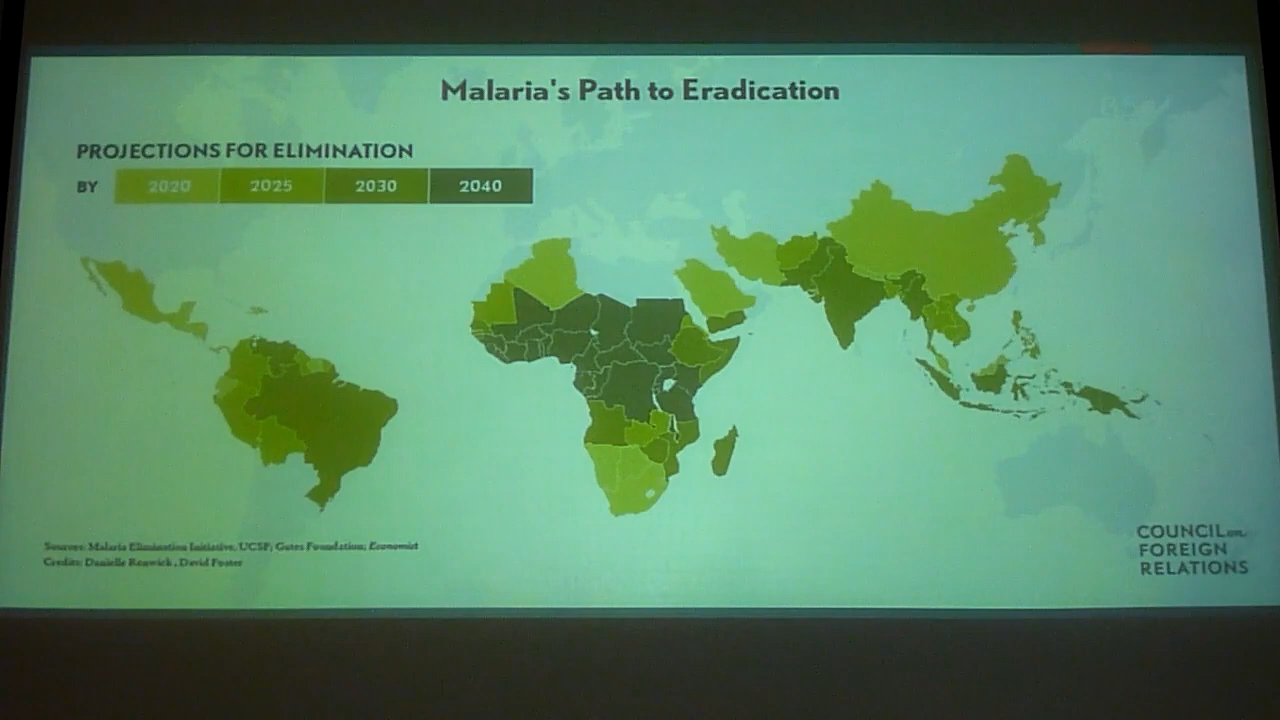 Malaria's Path to Eradication
PROJECTIONS FOR ELIMINATION
BY 2020 2025 2030 2040
Sources: Malaria Elimination Initiative, UCSF; Gates Foundation; Economist
Credits: Danielle Renwick, David Foster
COUNCIL on
FOREIGN
RELATIONS